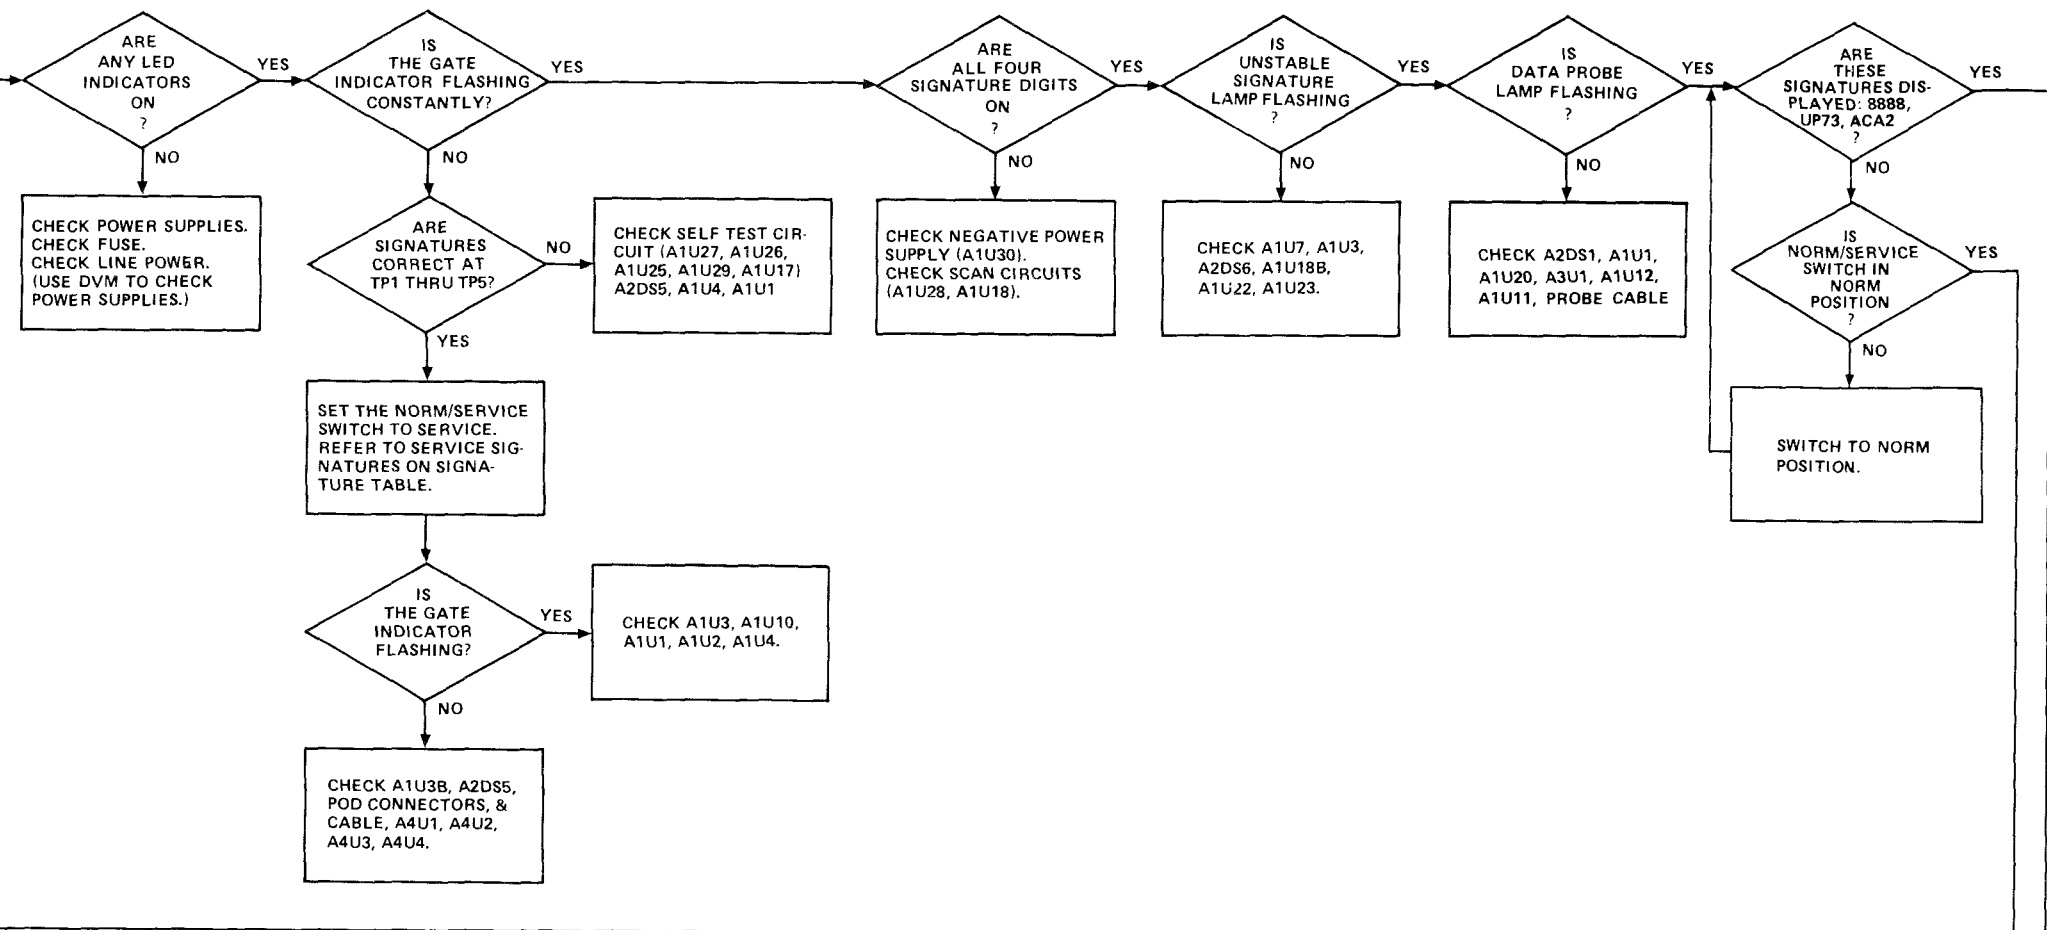 ARE
ANY LED
INDICATORS
ON
?
YES
NO
CHECK POWER SUPPLIES.
CHECK FUSE.
CHECK LINE POWER.
(USE DVM TO CHECK
POWER SUPPLIES.)
IS
THE GATE
INDICATOR FLASHING
CONSTANTLY?
YES
NO
ARE
SIGNATURES
CORRECT AT
TP1 THRU TP5?
NO
YES
CHECK SELF TEST CIR-
CUIT (A1U27, A1U26,
A1U25, A1U29, A1U17)
A2DS5, A1U4, A1U1
SET THE NORM/SERVICE
SWITCH TO SERVICE.
REFER TO SERVICE SIG-
NATURES ON SIGNA-
TURE TABLE.
IS
THE GATE
INDICATOR
FLASHING?
YES
NO
CHECK A1U3, A1U10,
A1U1, A1U2, A1U4.
CHECK A1U3B, A2DS5,
POD CONNECTORS, &
CABLE, A4U1, A4U2,
A4U3, A4U4.
ARE
ALL FOUR
SIGNATURE DIGITS
ON
?
YES
NO
CHECK NEGATIVE POWER
SUPPLY (A1U30).
CHECK SCAN CIRCUITS
(A1U28, A1U18).
IS
UNSTABLE
SIGNATURE
LAMP FLASHING
?
YES
NO
CHECK A1U7, A1U3,
A2DS6, A1U18B,
A1U22, A1U23.
IS
DATA PROBE
LAMP FLASHING
?
YES
NO
CHECK A2DS1, A1U1,
A1U20, A3U1, A1U12,
A1U11, PROBE CABLE
ARE
THESE
SIGNATURES DIS-
PLAYED: 8888,
UP73, ACA2
?
YES
NO
IS
NORM/SERVICE
SWITCH IN
NORM
POSITION
?
YES
NO
SWITCH TO NORM
POSITION.